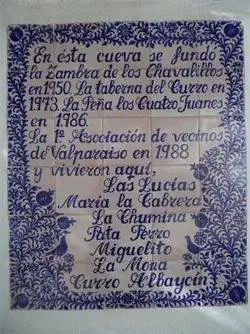 En ésta cueva se fundó
la Zambra de los Chavalillos
en 1950. La taberna del Curro en
1973. La Peña los Cuatro Juanes
en 1986.
La 1ª Asociación de vecinos
de Valparaiso en 1988
y vivieron aquí,
Las Lucías
María la Cabrera
La Chumina
Pata Perro
Miguelito
La Mona
Curro Albaycín